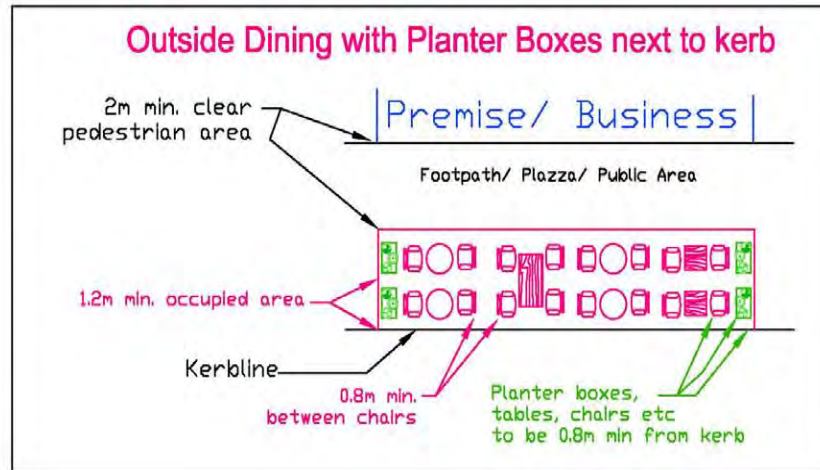 Outside Dining with Planter Boxes next to kerb
2m min. clear
pedestrian area
Premise/ Business
Footpath/ Plazza/ Public Area
1.2m min. occupied area
Kerbline
0.8m min.
between chairs
Planter boxes,
tables, chairs etc
to be 0.8m min from kerb